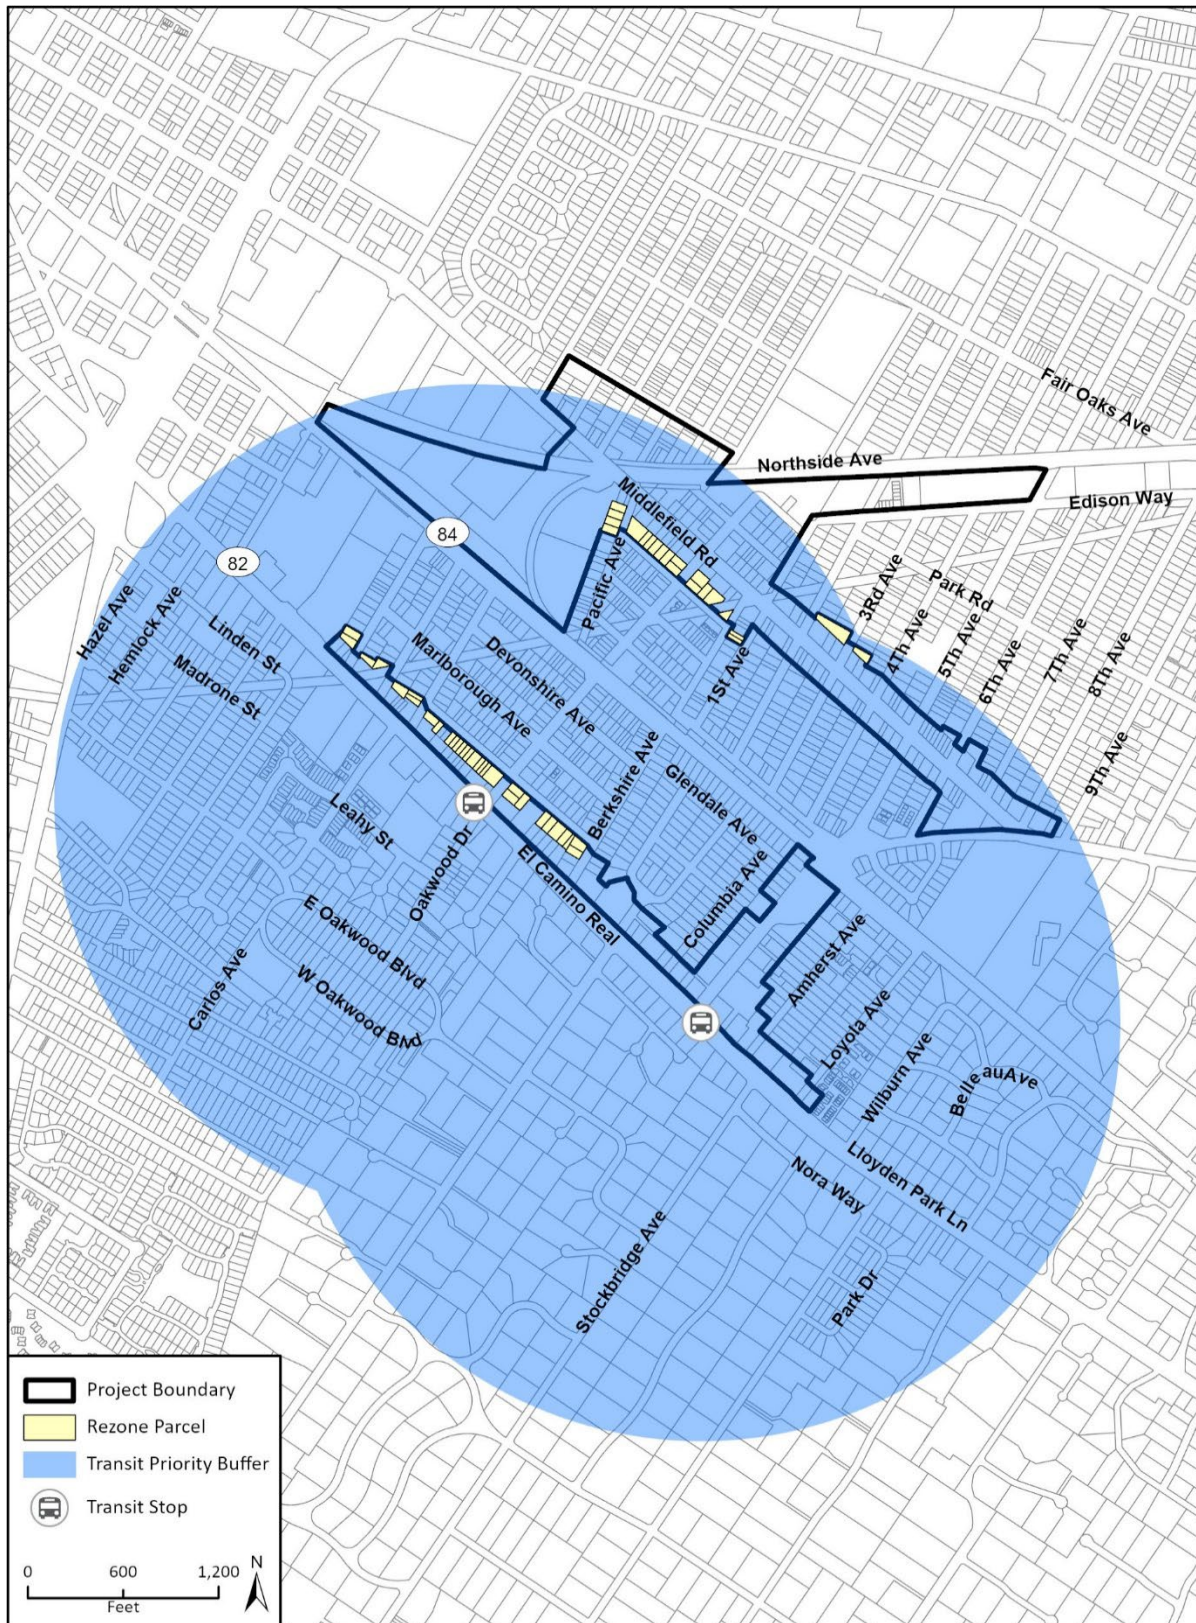 Fair Oaks Ave
Northside Ave
Edison Way
Middlefield Rd
84
82
Pacific Ave
3Rd Ave
Park Rd
4Th Ave
5Th Ave
6Th Ave
7Th Ave
8Th Ave
9Th Ave
Hazel Ave
Hemlock Ave
Linden St
Madrone St
Marlborough Ave
Devonshire Ave
1St Ave
Berkshire Ave
Glendale Ave
Leahy St
Oakwood Dr
El Camino Real
Columbia Ave
E Oakwood Blvd
W Oakwood Blvd
Carlos Ave
Amherst Ave
Loyola Ave
Wilburn Ave
Belleau Ave
Lloyden Park Ln
Nora Way
Stockbridge Ave
Park Dr
Project Boundary
Rezone Parcel
Transit Priority Buffer
Transit Stop
0 600 1,200
N
Feet